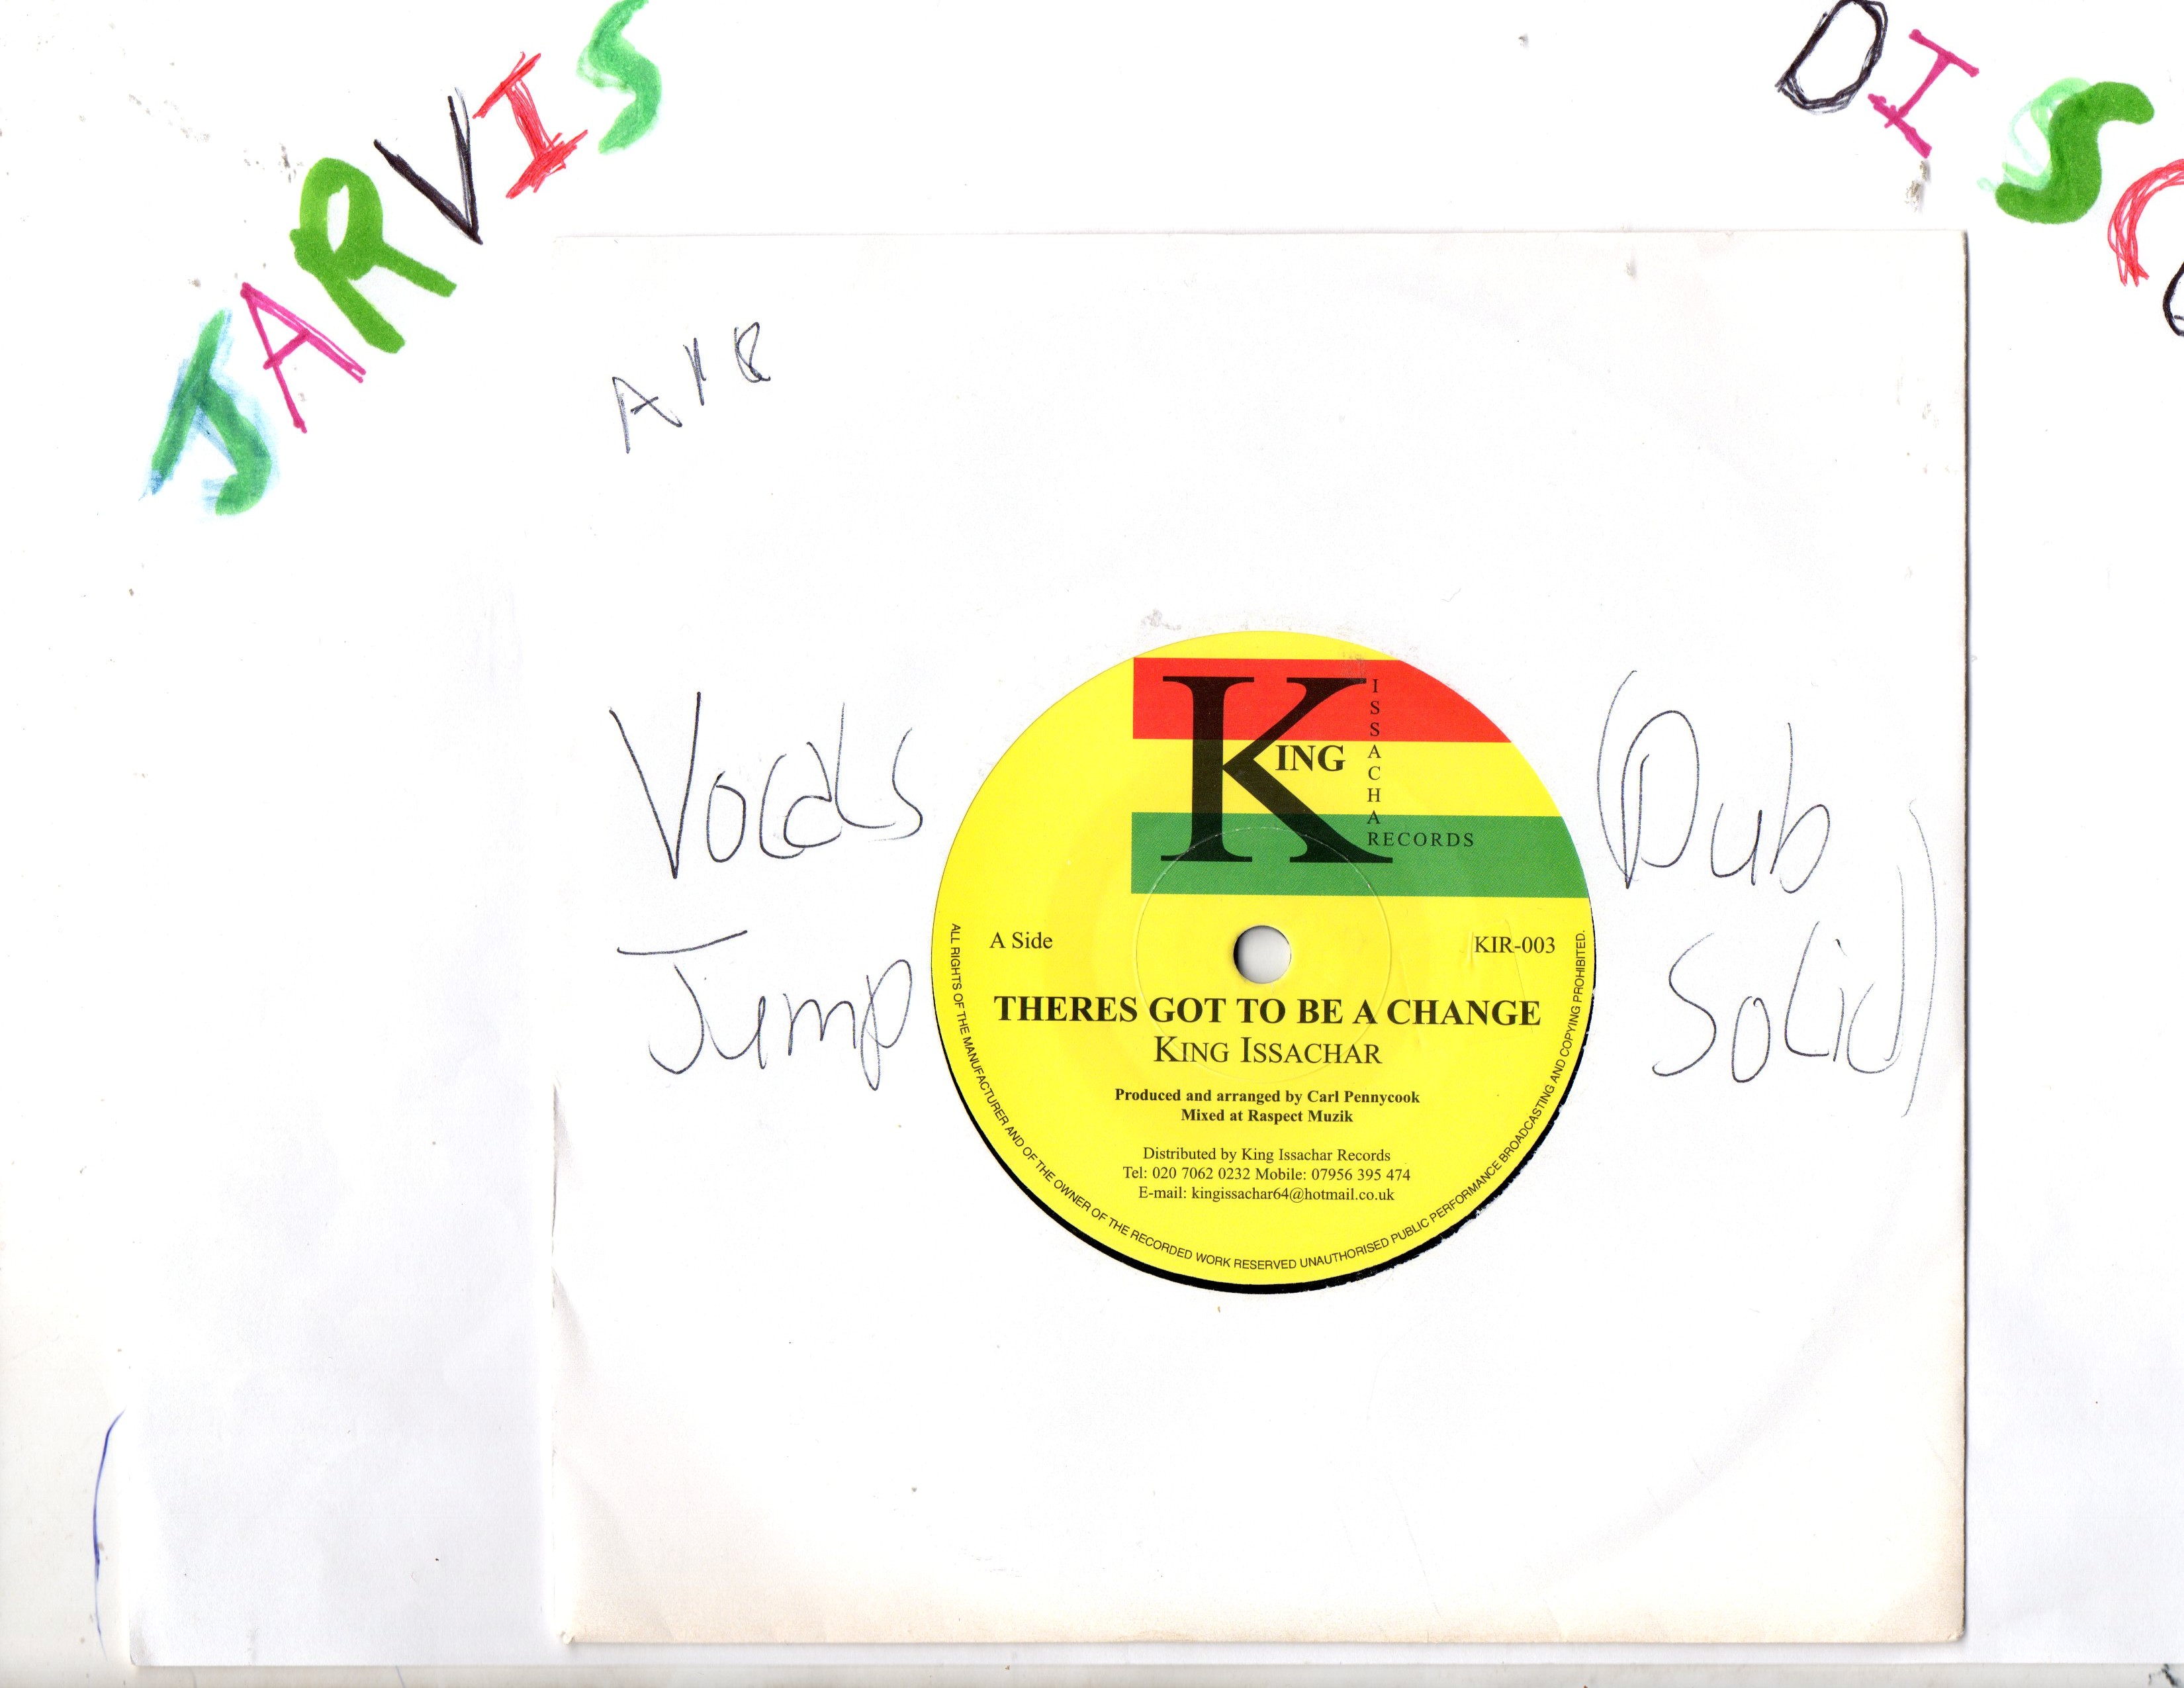 JARVIS
DISC
Vocals
Jump
(Dub
Solid)
KING
ISSACHAR
RECORDS
A Side
KIR-003
THERES GOT TO BE A CHANGE
KING ISSACHAR
Produced and arranged by Carl Pennycook
Mixed at Raspect Muzik
Distributed by King Issachar Records
Tel: 020 7062 0232 Mobile: 07956 395 474
E-mail: kingissachar64@hotmail.co.uk
ALL RIGHTS OF THE MANUFACTURER AND OF THE OWNER OF THE RECORDED WORK RESERVED UNAUTHORISED PUBLIC PERFORMANCE BROADCASTING AND COPYING PROHIBITED.